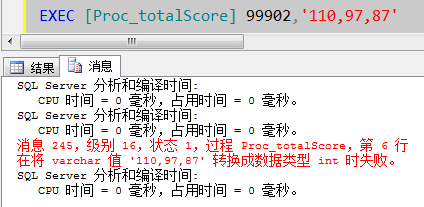 EXEC [Proc_totalScore] 99902,'110,97,87'
结果 消息
SQL Server 分析和编译时间:
CPU 时间 = 0 毫秒，占用时间 = 0 毫秒。
SQL Server 分析和编译时间:
CPU 时间 = 0 毫秒，占用时间 = 0 毫秒。
消息 245，级别 16，状态 1，过程 Proc_totalScore，第 6 行
在将 varchar 值 '110,97,87' 转换成数据类型 int 时失败。
SQL Server 分析和编译时间:
CPU 时间 = 0 毫秒，占用时间 = 0 毫秒。